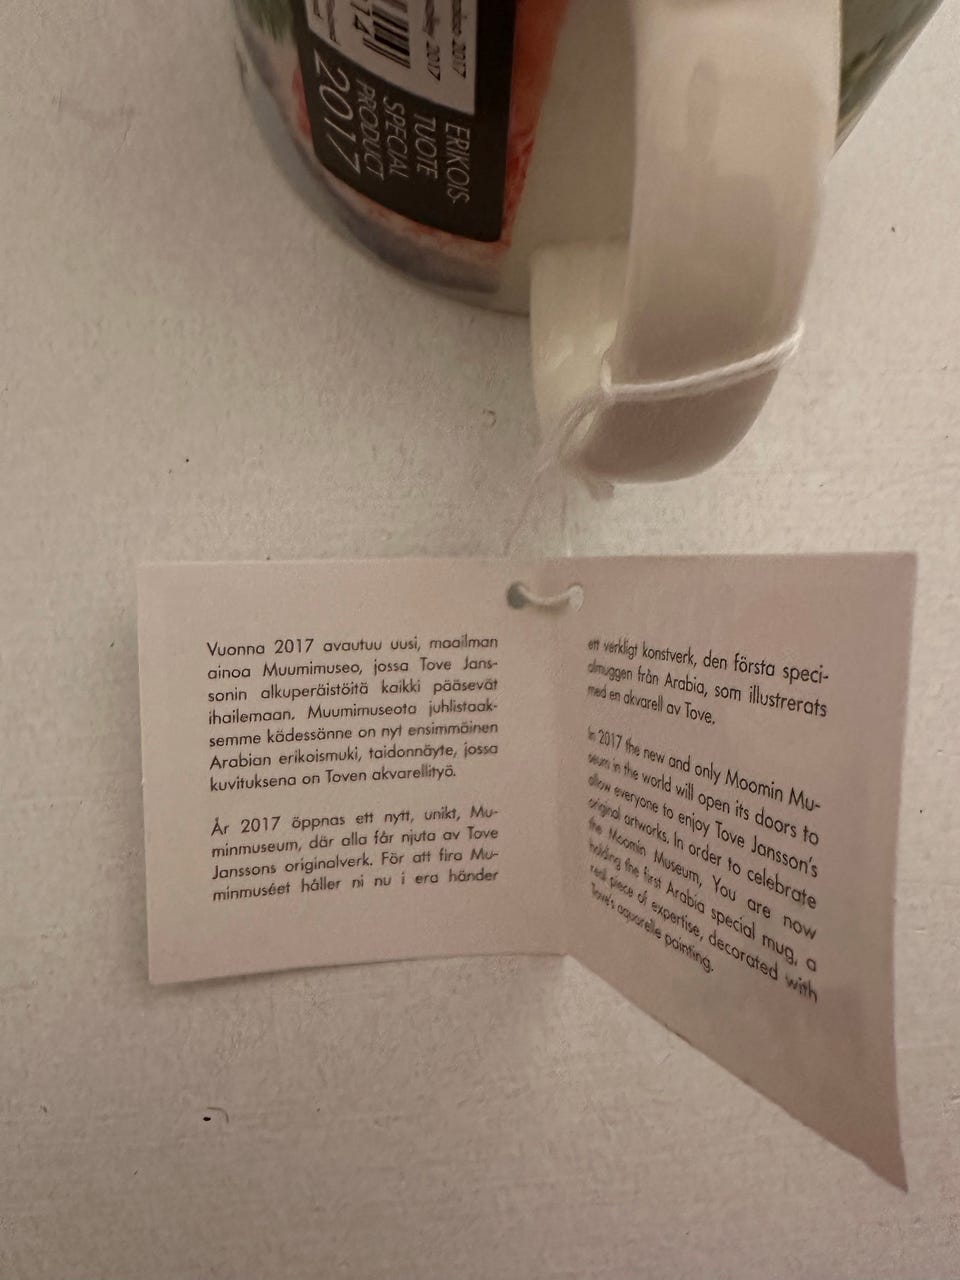 2017
2017
14
ERIKOIS-
TUOTE
SPECIAL
PRODUCT
2017
Vuonna 2017 avautuu uusi, maailman
ainoa Muumimuseo, jossa Tove Jans-
sonin alkuperäistöitä kaikki pääsevät
ihailemaan. Muumimuseota juhlistaak-
semme kädessänne on nyt ensimmäinen
Arabian erikoismuki, taidonnäyte, jossa
kuvituksena on Toven akvarellityö.
År 2017 öppnas ett nytt, unikt, Mu-
minmuseum, där alla får njuta av Tove
Janssons originalverk. För att fira Mu-
minmuséet håller ni nu i era händer
ett verkligt konstverk, den första speci-
almuggen från Arabia, som illustrerats
med en akvarell av Tove.
In 2017 the new and only Moomin Mu-
seum in the world will open its doors to
allow everyone to enjoy Tove Jansson's
original artworks. In order to celebrate
the Moomin Museum, You are now
holding the first Arabia special mug, a
real piece of expertise, decorated with
Tove's aquarelle painting.